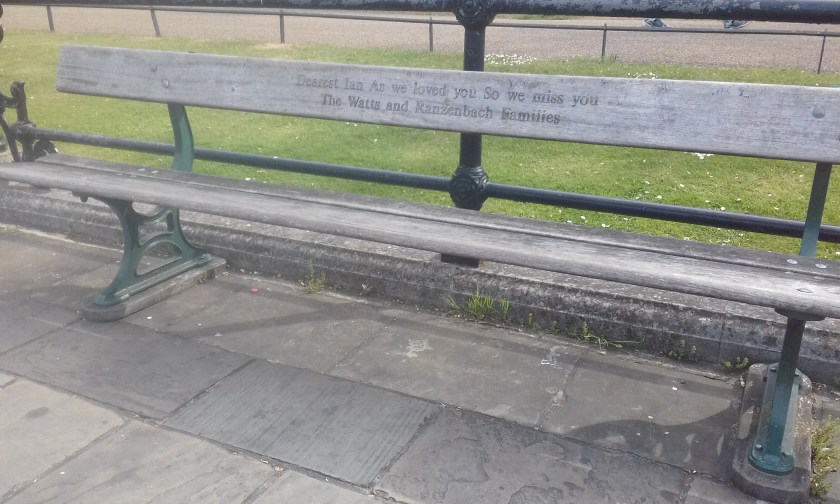 Dearest Ian As we loved you So we miss you
The Watts and Ranzenbach Families